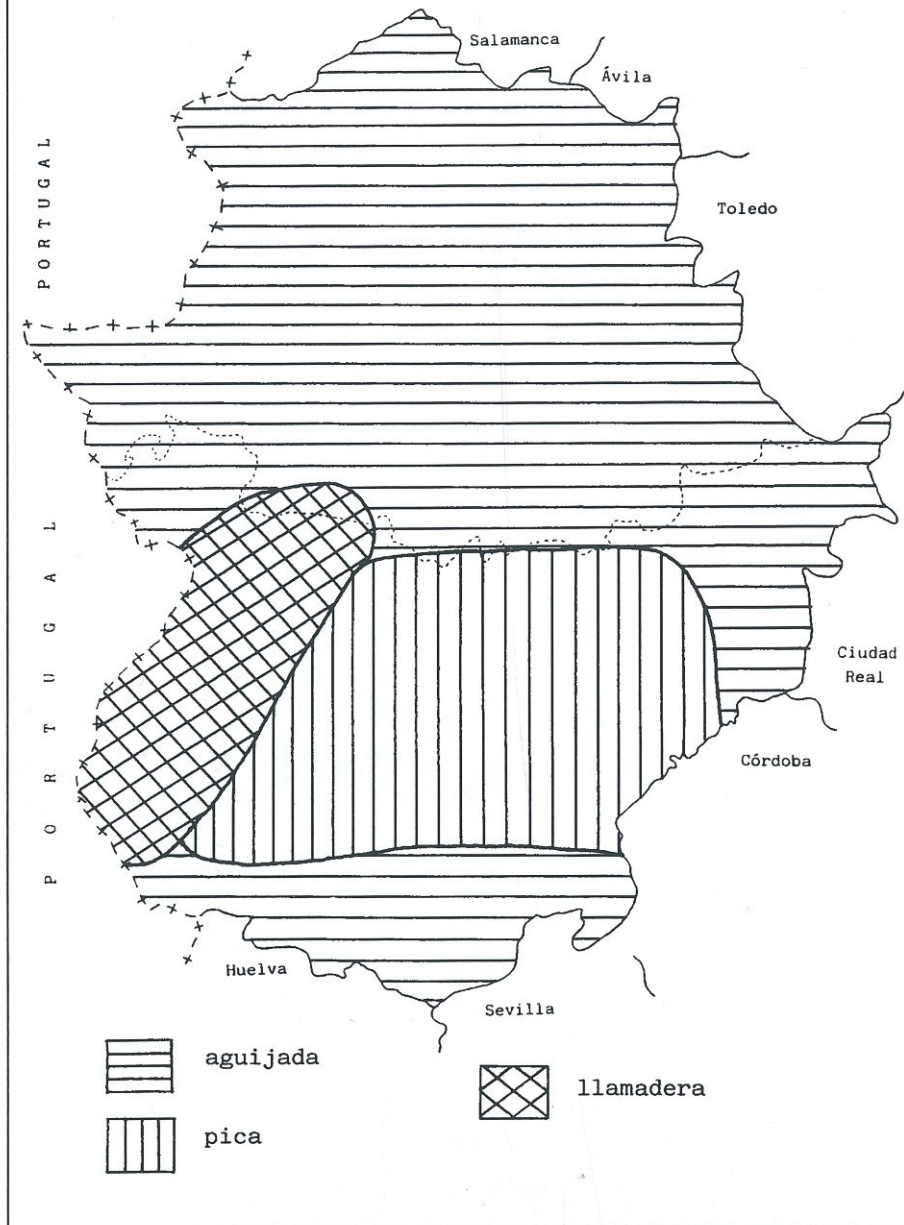 Salamanca
Ávila
PORTUGAL
Toledo
PORTUGAL
Ciudad
Real
Córdoba
Huelva
Sevilla
aguijada
llamadera
pica